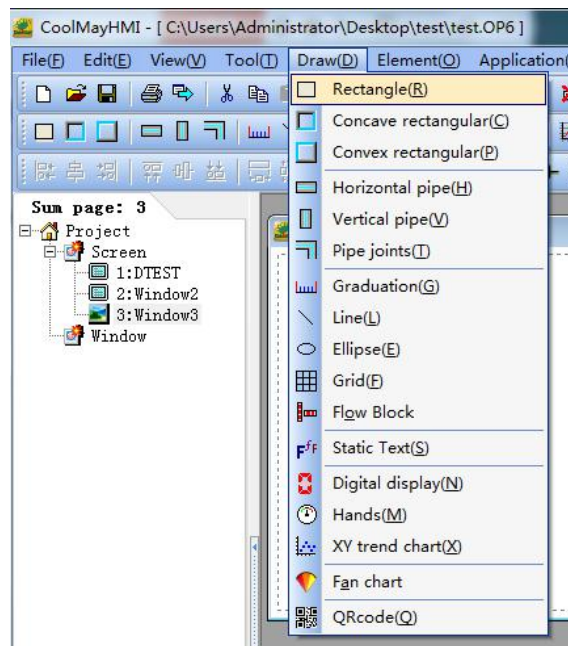 CoolMayHMI - [ C:\Users\Administrator\Desktop\test\test.OP6 ]
File(F) Edit(E) View(V) Tool(T) Draw(D) Element(O) Application(
Rectangle(R)
Concave rectangular(C)
Convex rectangular(P)
Horizontal pipe(H)
Vertical pipe(V)
Pipe joints(T)
Graduation(G)
Line(L)
Ellipse(E)
Grid(F)
Flow Block
Static Text(S)
Digital display(N)
Hands(M)
XY trend chart(X)
Fan chart
QRcode(Q)
Sum page: 3
Project
Screen
1:DTEST
2:Window2
3:Window3
Window